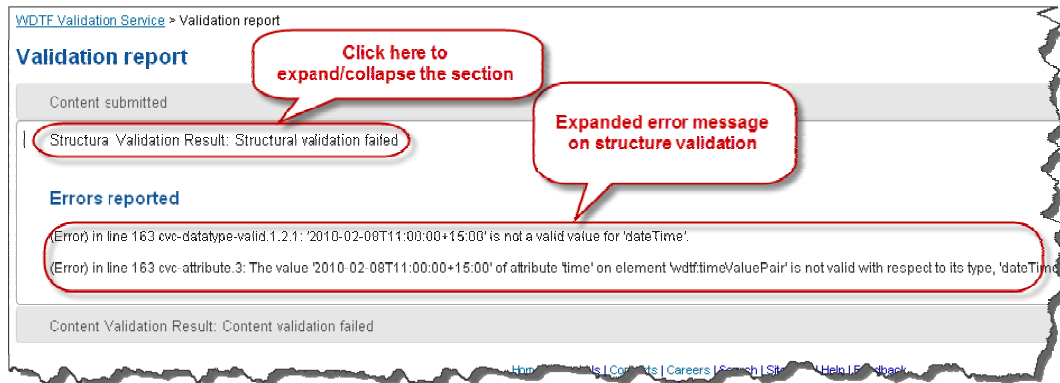 WDTF Validation Service > Validation report
Validation report
Click here to
expand/collapse the section
Content submitted
Expanded error message
on structure validation
Structura Validation Result: Structural validation failed
Errors reported
(Error) in line 163 cvc-datatype-valid.1.2.1: '2010-02-08T11:00:00+15:00' is not a valid value for 'dateTime'.
(Error) in line 163 cvc-attribute.3: The value '2010-02-08T11:00:00+15:00' of attribute 'time' on element 'wdtf:timeValuePair' is not valid with respect to its type, 'dateTime
Content Validation Result: Content validation failed
| Careers | | Help |